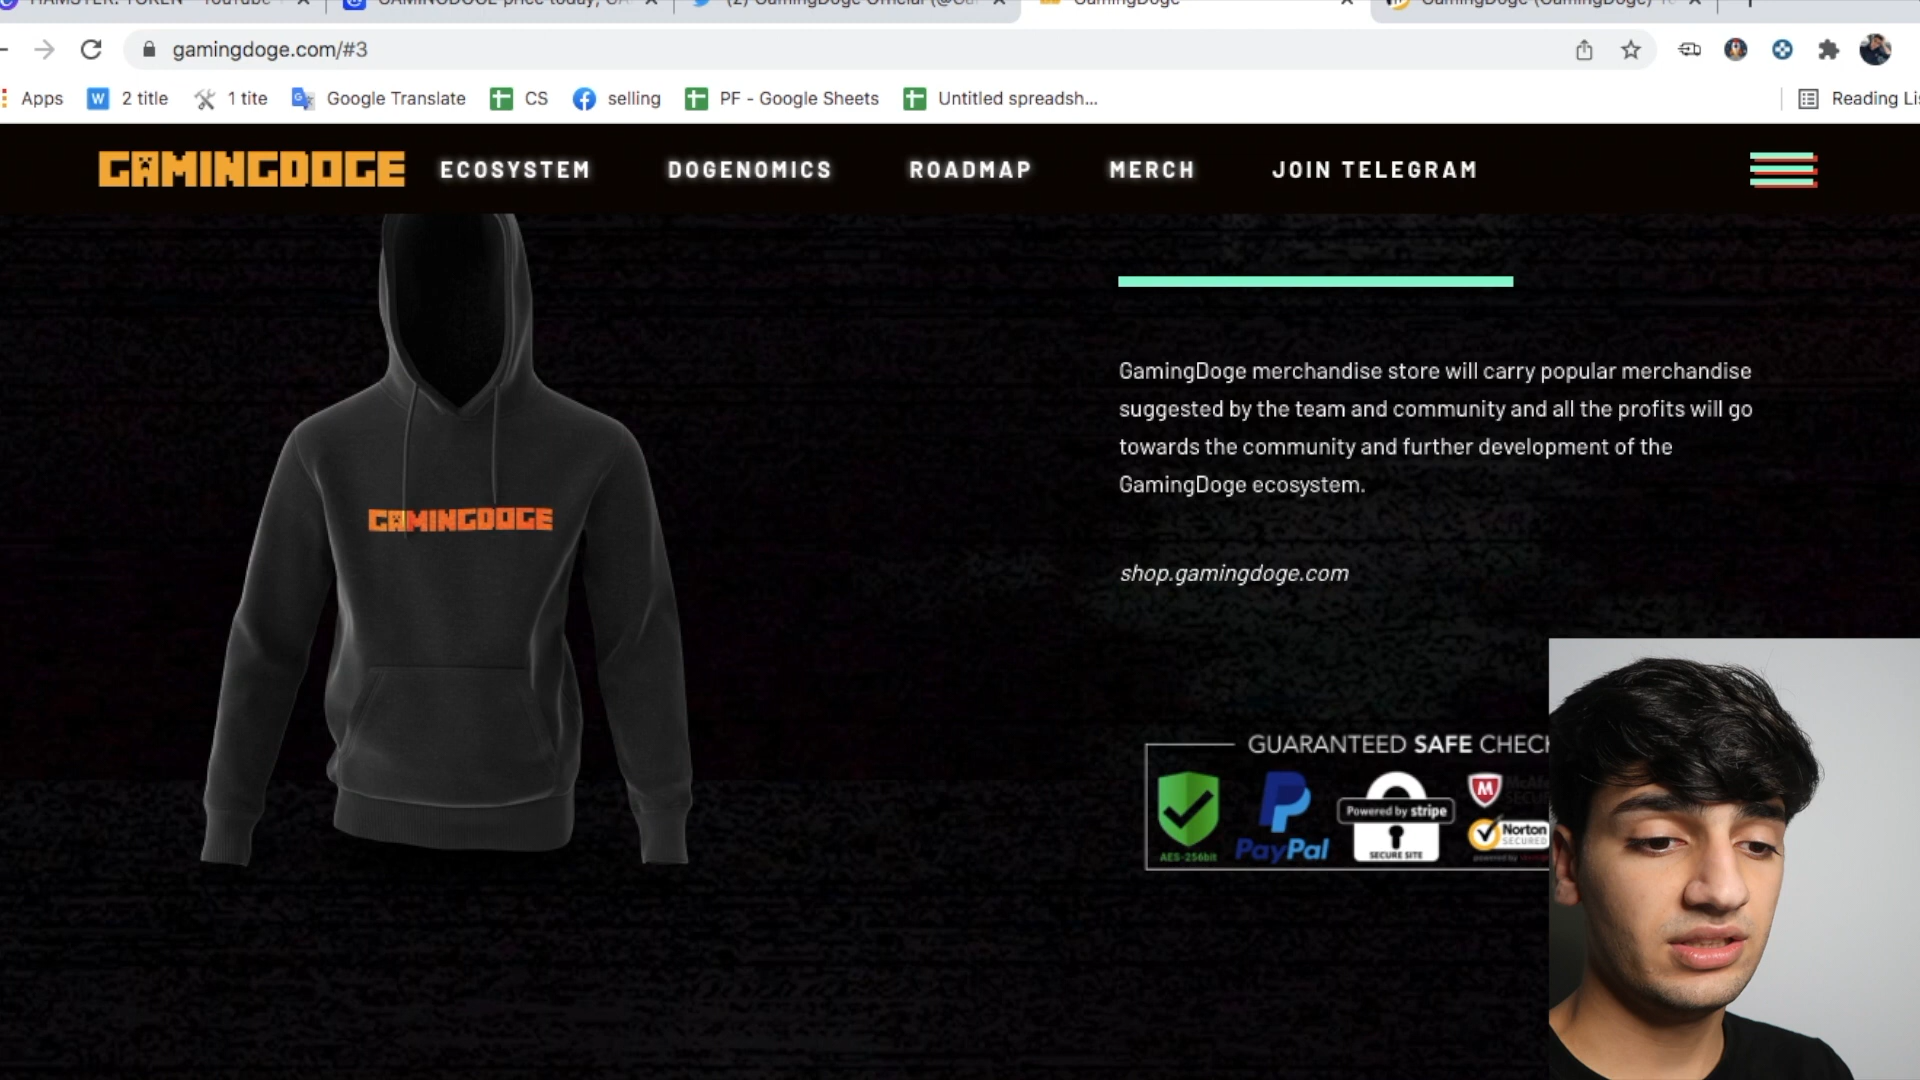 HAMSTER: TOKEN - YouTube
GAMINGDOGE price today,
(2) GamingDoge Official
GamingDoge
GamingDoge (GamingDoge)
gamingdoge.com/#3
Apps 2 title 1 tite Google Translate CS selling PF - Google Sheets Untitled spreadsh... Reading Lis
GAMINGDOGE ECOSYSTEM DOGENOMICS ROADMAP MERCH JOIN TELEGRAM
GAMINGDOGE
GamingDoge merchandise store will carry popular merchandise
suggested by the team and community and all the profits will go
towards the community and further development of the
GamingDoge ecosystem.
shop.gamingdoge.com
GUARANTEED SAFE CHECK
AES-256bit
PayPal
Powered by stripe
SECURE SITE
McAfee
SECURE
Norton
SECURED